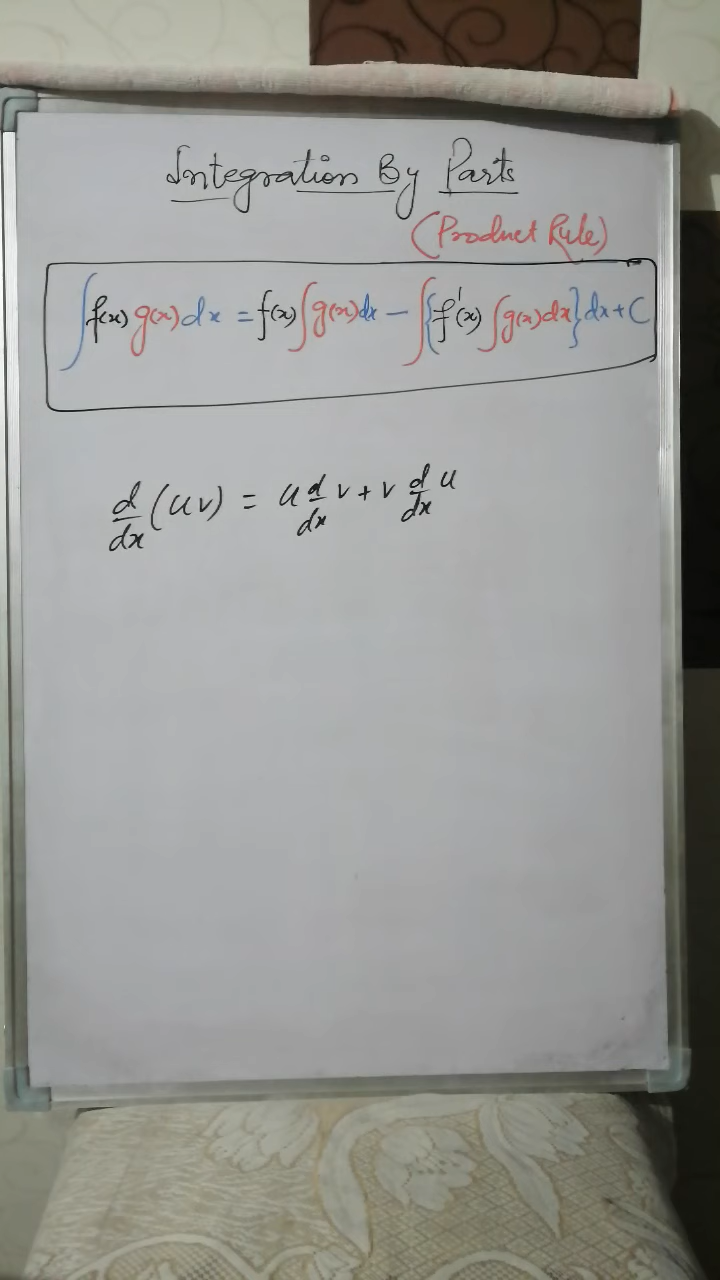 Integration By Parts
(Product Rule)
∫f(x) g(x) dx = f(x)∫g(x)dx − ∫{f'(x) ∫g(x)dx}dx + C
d/dx (uv) = u d/dx v + v d/dx u